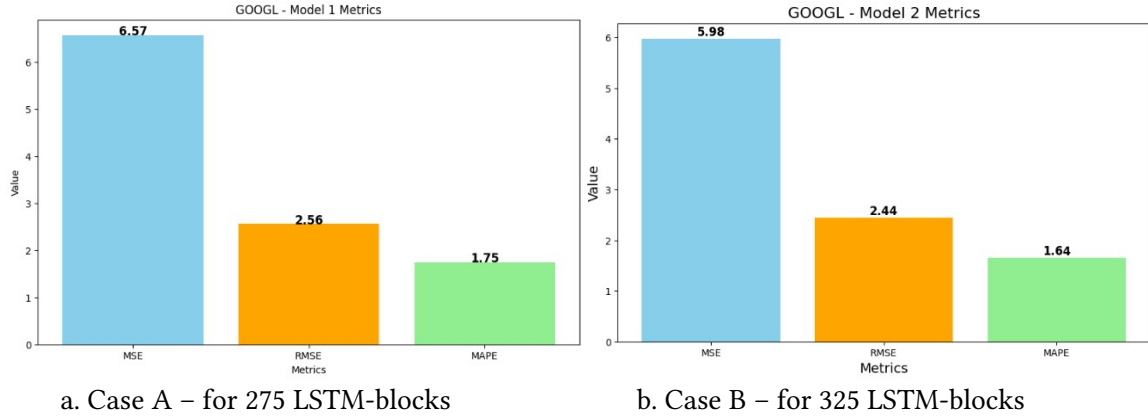 GOOGL - Model 1 Metrics
6.57
2.56
1.75
6
5
4
3
2
1
0
Value
MSE
RMSE
MAPE
Metrics
a. Case A – for 275 LSTM-blocks
GOOGL - Model 2 Metrics
5.98
2.44
1.64
6
5
4
3
2
1
0
Value
MSE
RMSE
MAPE
Metrics
b. Case B – for 325 LSTM-blocks